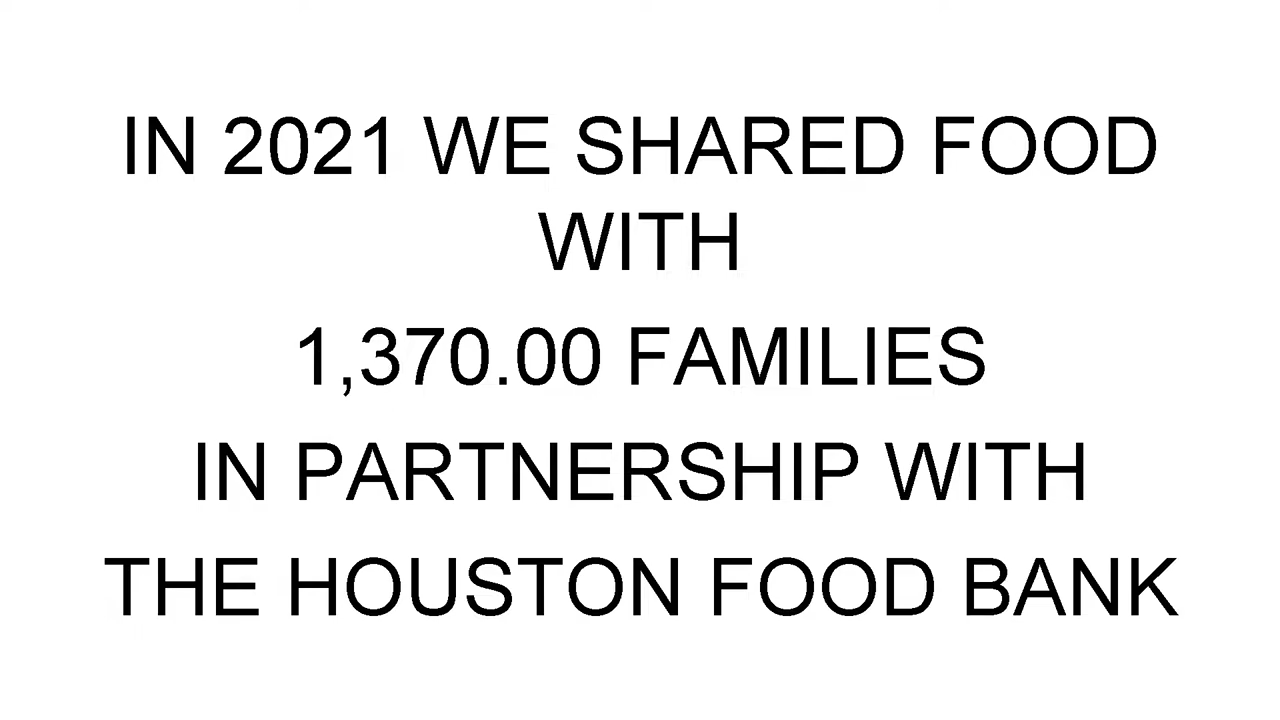 IN 2021 WE SHARED FOOD
WITH
1,370.00 FAMILIES
IN PARTNERSHIP WITH
THE HOUSTON FOOD BANK